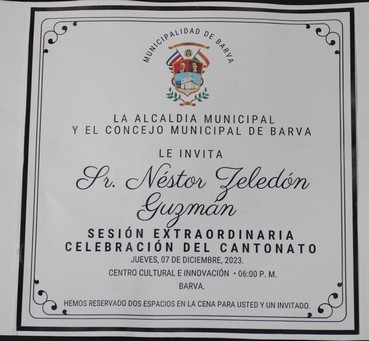 MUNICIPALIDAD DE BARVA
LA ALCALDIA MUNICIPAL
Y EL CONCEJO MUNICIPAL DE BARVA
LE INVITA
Sr. Néstor Zeledón
Guzmán
SESIÓN EXTRAORDINARIA
CELEBRACIÓN DEL CANTONATO
JUEVES, 07 DE DICIEMBRE, 2023.
CENTRO CULTURAL E INNOVACIÓN • 06:00 P. M.
BARVA.
HEMOS RESERVADO DOS ESPACIOS EN LA CENA PARA USTED Y UN INVITADO.